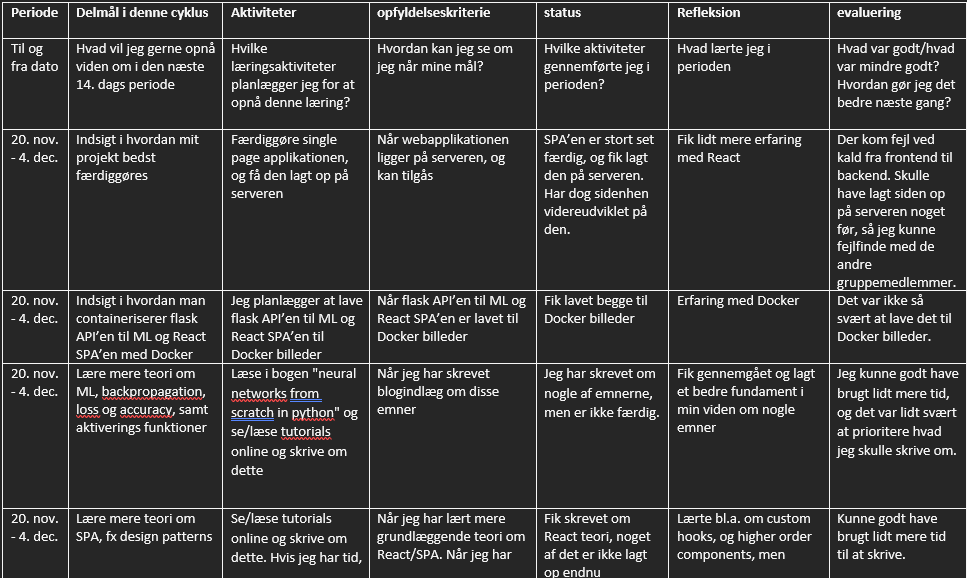 Periode Delmål i denne cyklus Aktiviteter opfyldelseskriterie status Refleksion evaluering
Til og
fra dato
Hvad vil jeg gerne opnå
viden om i den næste
14. dags periode
Hvilke
læringsaktiviteter
planlægger jeg for at
opnå denne læring?
Hvordan kan jeg se om
jeg når mine mål?
Hvilke aktiviteter
gennemførte jeg i
perioden?
Hvad lærte jeg i
perioden
Hvad var godt/hvad
var mindre godt?
Hvordan gør jeg det
bedre næste gang?
20. nov.
- 4. dec.
Indsigt i hvordan mit
projekt bedst
færdiggøres
Færdiggøre single
page applikationen,
og få den lagt op på
serveren
Når webapplikationen
ligger på serveren, og
kan tilgås
SPA’en er stort set
færdig, og fik lagt
den på serveren.
Har dog sidenhen
videreudviklet på
den.
Fik lidt mere erfaring
med React
Der kom fejl ved
kald fra frontend til
backend. Skulle
have lagt siden op
på serveren noget
før, så jeg kunne
fejlfinde med de
andre
gruppemedlemmer.
20. nov.
- 4. dec.
Indsigt i hvordan man
containeriserer flask
API’en til ML og React
SPA’en med Docker
Jeg planlægger at lave
flask API’en til ML og
React SPA’en til
Docker billeder
Når flask API’en til ML og
React SPA’en er lavet til
Docker billeder
Fik lavet begge til
Docker billeder
Erfaring med Docker
Det var ikke så
svært at lave det til
Docker billeder.
20. nov.
- 4. dec.
Lære mere teori om
ML, backpropagation,
loss og accuracy, samt
aktiverings funktioner
Læse i bogen "neural
networks from
scratch in python" og
se/læse tutorials
online og skrive om
dette
Når jeg har skrevet
blogindlæg om disse
emner
Jeg har skrevet om
nogle af emnerne,
men er ikke færdig.
Fik gennemgået og lagt
et bedre fundament i
min viden om nogle
emner
Jeg kunne godt have
brugt lidt mere tid,
og det var lidt svært
at prioritere hvad
jeg skulle skrive om.
20. nov.
- 4. dec.
Lære mere teori om
SPA, fx design patterns
Se/læse tutorials
online og skrive om
dette. Hvis jeg har tid,
Når jeg har lært mere
grundlæggende teori om
React/SPA. Når jeg har
Fik skrevet om
React teori, noget
af det er ikke lagt
op endnu
Lærte bl.a. om custom
hooks, og higher order
components, men
Kunne godt have
brugt lidt mere tid
til at skrive.